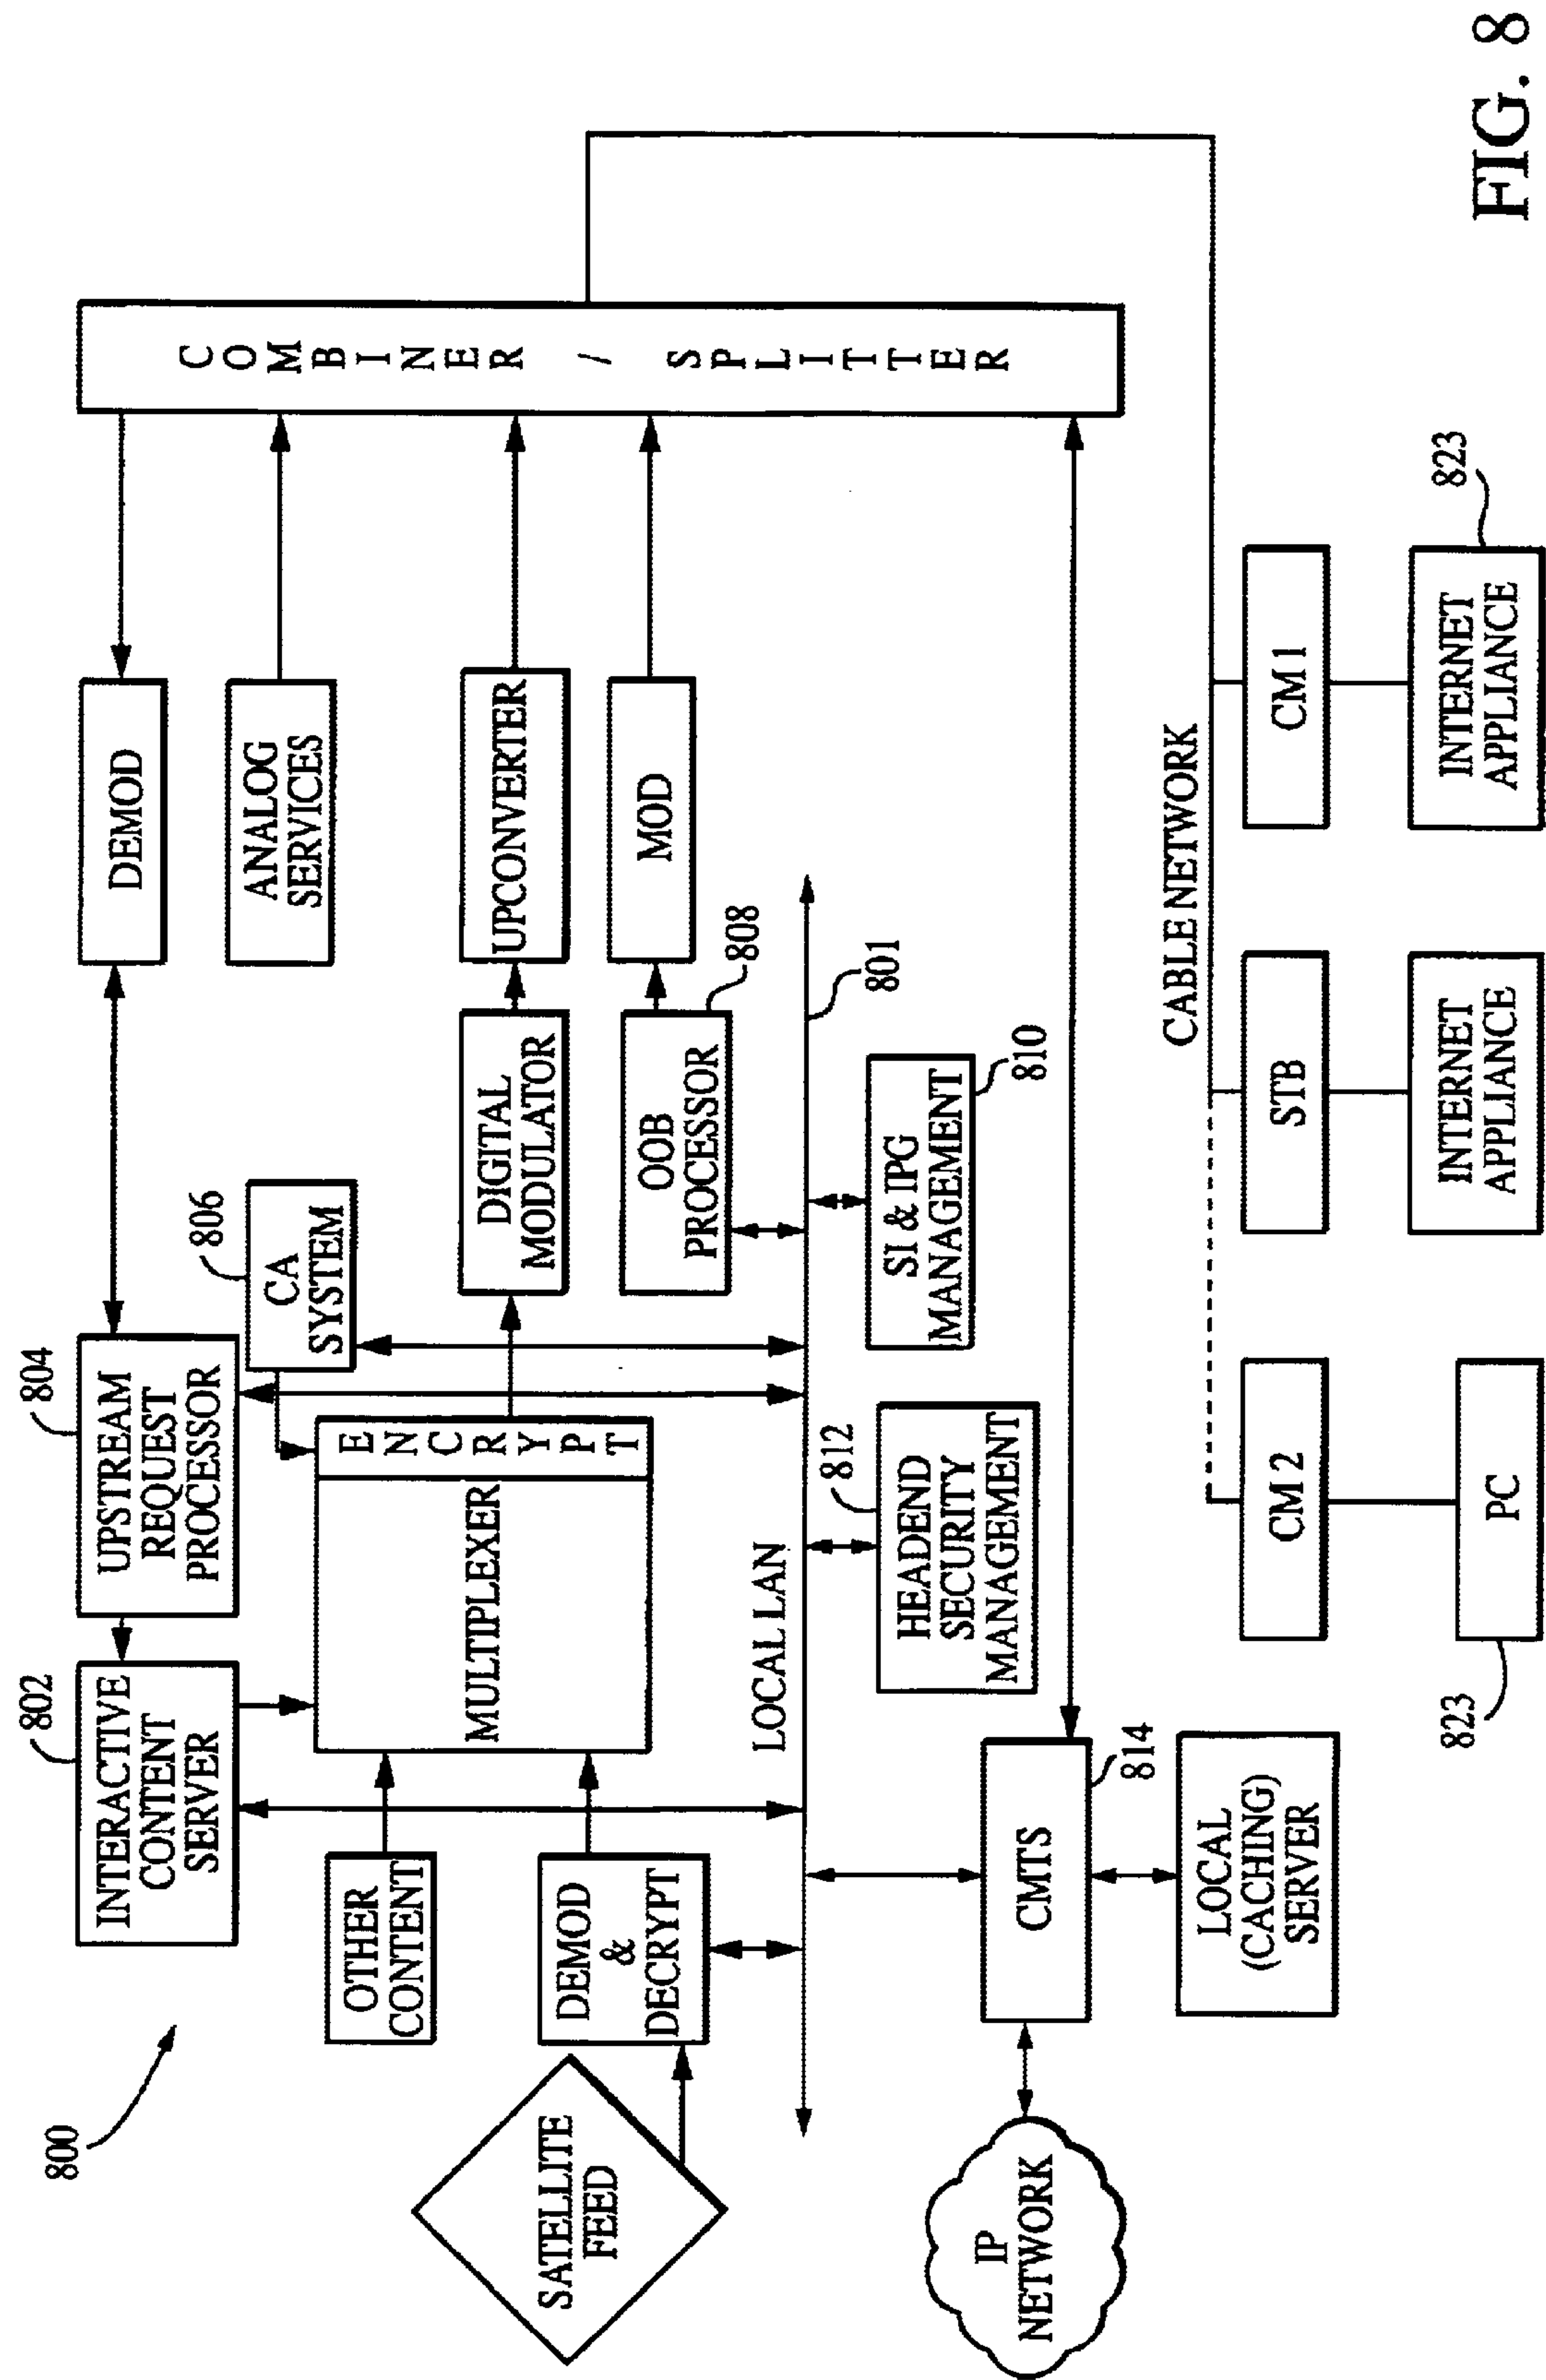 800
802
INTERACTIVE
CONTENT
SERVER
804
UPSTREAM
REQUEST
PROCESSOR
DEMOD
806
CA
SYSTEM
ANALOG
SERVICES
OTHER
CONTENT
MULTIPLEXER
ENCRYPT
DIGITAL
MODULATOR
UPCONVERTER
COMBINER / SPLITTER
SATELLITE
FEED
DEMOD
&
DECRYPT
OOB
PROCESSOR
808
MOD
LOCAL LAN
801
812
HEADEND
SECURITY
MANAGEMENT
SI & IPG
MANAGEMENT
810
IP
NETWORK
CMTS
814
LOCAL
(CACHING)
SERVER
CABLE NETWORK
CM 2
STB
CM 1
PC
823
INTERNET
APPLIANCE
INTERNET
APPLIANCE
823
FIG. 8